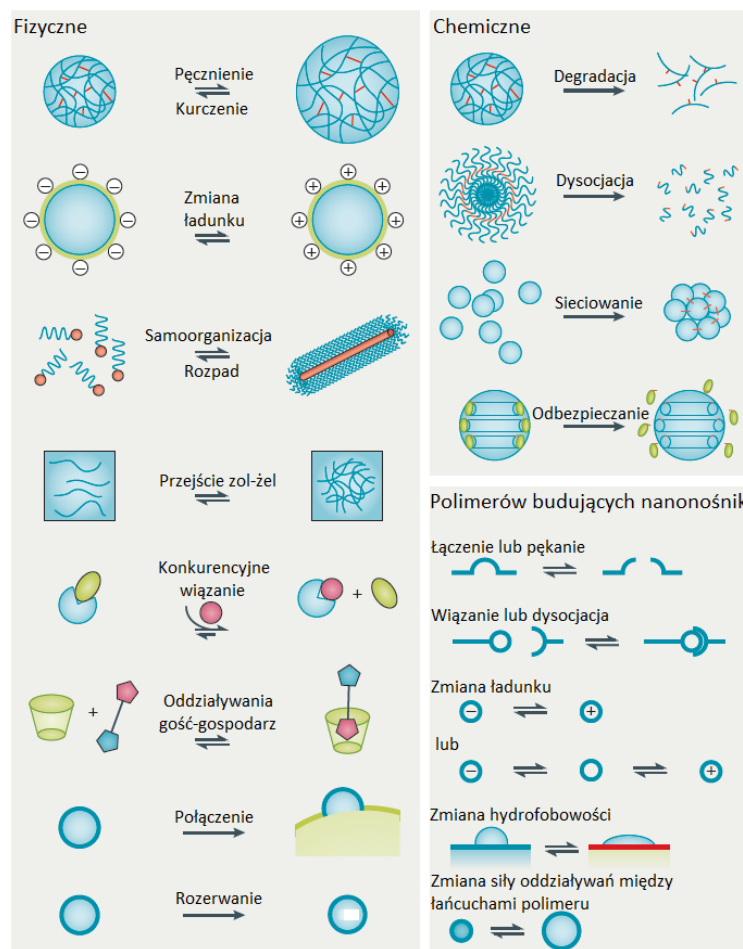 Fizyczne
Pęcznienie
Kurczenie
Zmiana
ładunku
Samoorganizacja
Rozpad
Przejście zol-żel
Konkurencyjne
wiązanie
+
+
Oddziaływania
gość-gospodarz
Połączenie
Rozerwanie
Chemiczne
Degradacja
Dysocjacja
Sieciowanie
Odbezpieczanie
Polimerów budujących nanonośnik
Łączenie lub pękanie
Wiązanie lub dysocjacja
Zmiana ładunku
lub
Zmiana hydrofobowości
Zmiana siły oddziaływań między
łańcuchami polimeru